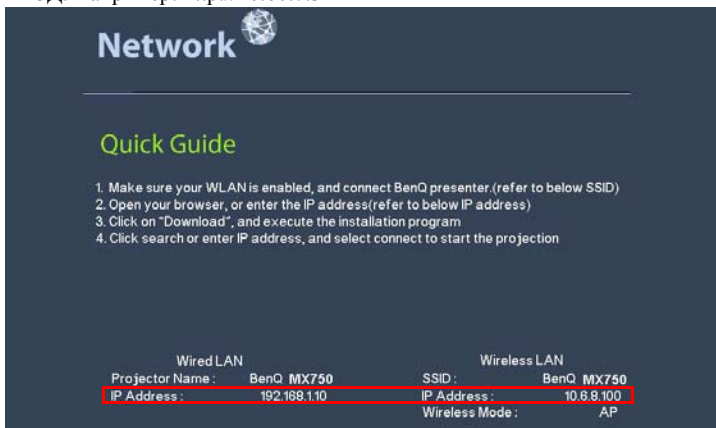 Network
Quick Guide
1. Make sure your WLAN is enabled, and connect BenQ presenter.(refer to below SSID)
2. Open your browser, or enter the IP address(refer to below IP address)
3. Click on "Download", and execute the installation program
4. Click search or enter IP address, and select connect to start the projection
Wired LAN Wireless LAN
Projector Name : BenQ MX750 SSID : BenQ MX750
IP Address : 192.168.1.10 IP Address : 10.6.8.100
Wireless Mode : AP